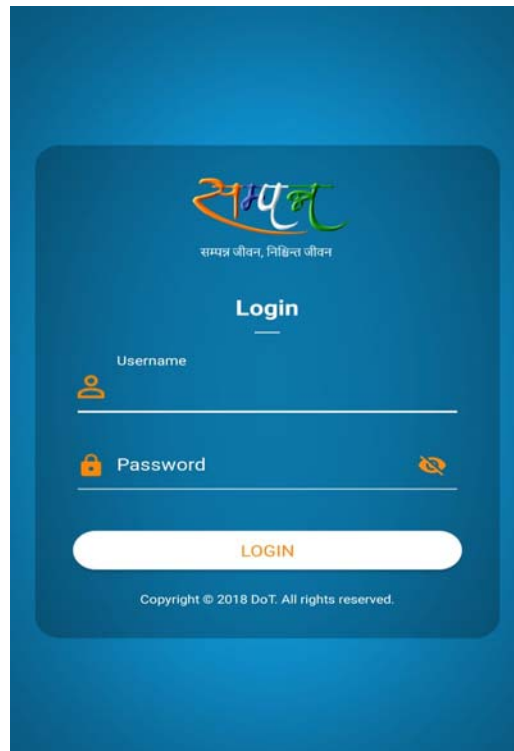 सम्पन्न
सम्पन्न जीवन, निश्चिन्त जीवन
Login
Username
Password
LOGIN
Copyright © 2018 DoT. All rights reserved.